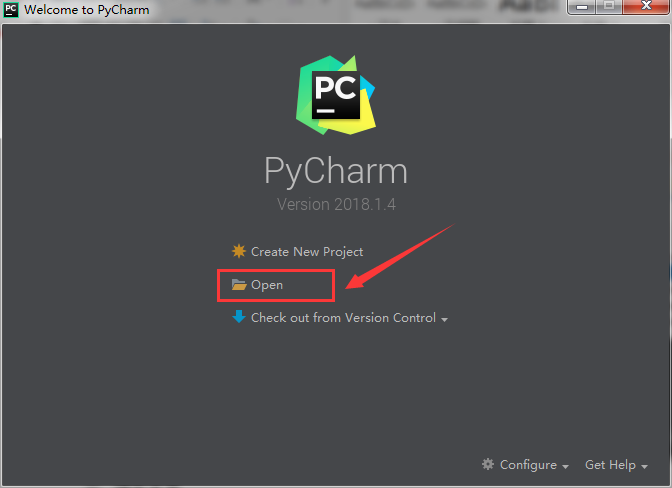 PC Welcome to PyCharm
PC
PyCharm
Version 2018.1.4
Create New Project
Open
Check out from Version Control
Configure Get Help